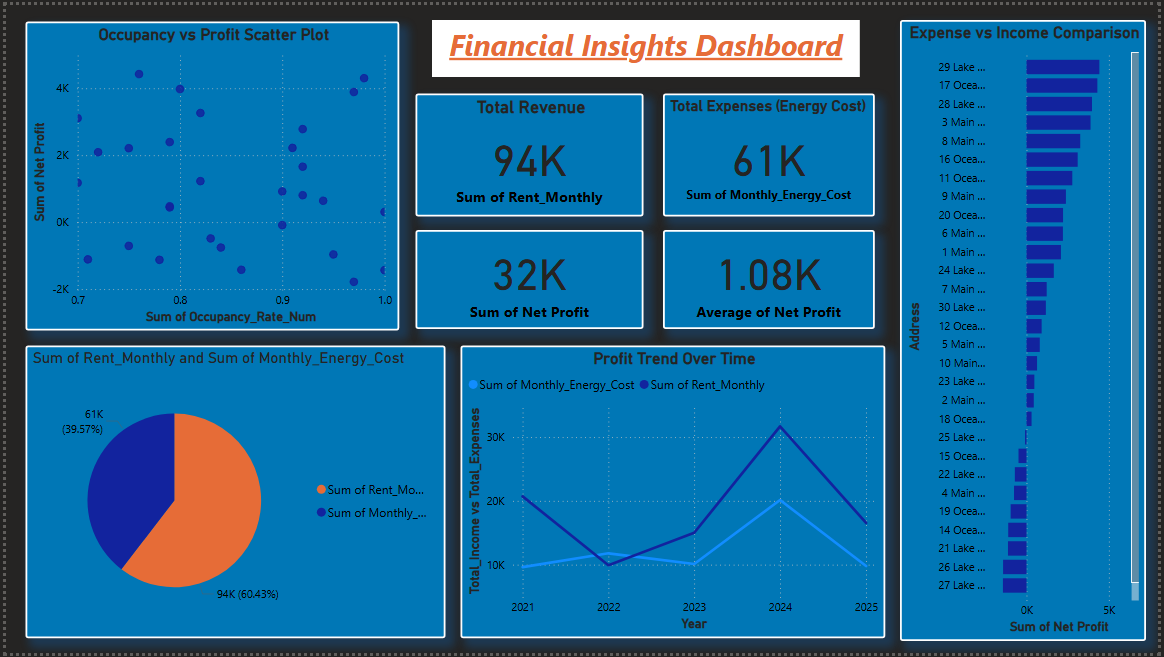 Financial Insights Dashboard
Occupancy vs Profit Scatter Plot
Sum of Net Profit
4K
2K
0K
-2K
0.7
0.8
0.9
1.0
Sum of Occupancy_Rate_Num
Total Revenue
94K
Sum of Rent_Monthly
Total Expenses (Energy Cost)
61K
Sum of Monthly_Energy_Cost
32K
Sum of Net Profit
1.08K
Average of Net Profit
Sum of Rent_Monthly and Sum of Monthly_Energy_Cost
61K
(39.57%)
94K (60.43%)
Sum of Rent_Mo...
Sum of Monthly_...
Profit Trend Over Time
Sum of Monthly_Energy_Cost
Sum of Rent_Monthly
Total_Income vs Total_Expenses
30K
20K
10K
2021
2022
2023
2024
2025
Year
Expense vs Income Comparison
Address
29 Lake ...
17 Ocea...
28 Lake ...
3 Main ...
8 Main ...
16 Ocea...
11 Ocea...
9 Main ...
20 Ocea...
6 Main ...
1 Main ...
24 Lake ...
7 Main ...
30 Lake ...
12 Ocea...
5 Main ...
10 Main...
23 Lake ...
2 Main ...
18 Ocea...
25 Lake ...
15 Ocea...
22 Lake ...
4 Main ...
19 Ocea...
14 Ocea...
21 Lake ...
26 Lake ...
27 Lake ...
0K
5K
Sum of Net Profit